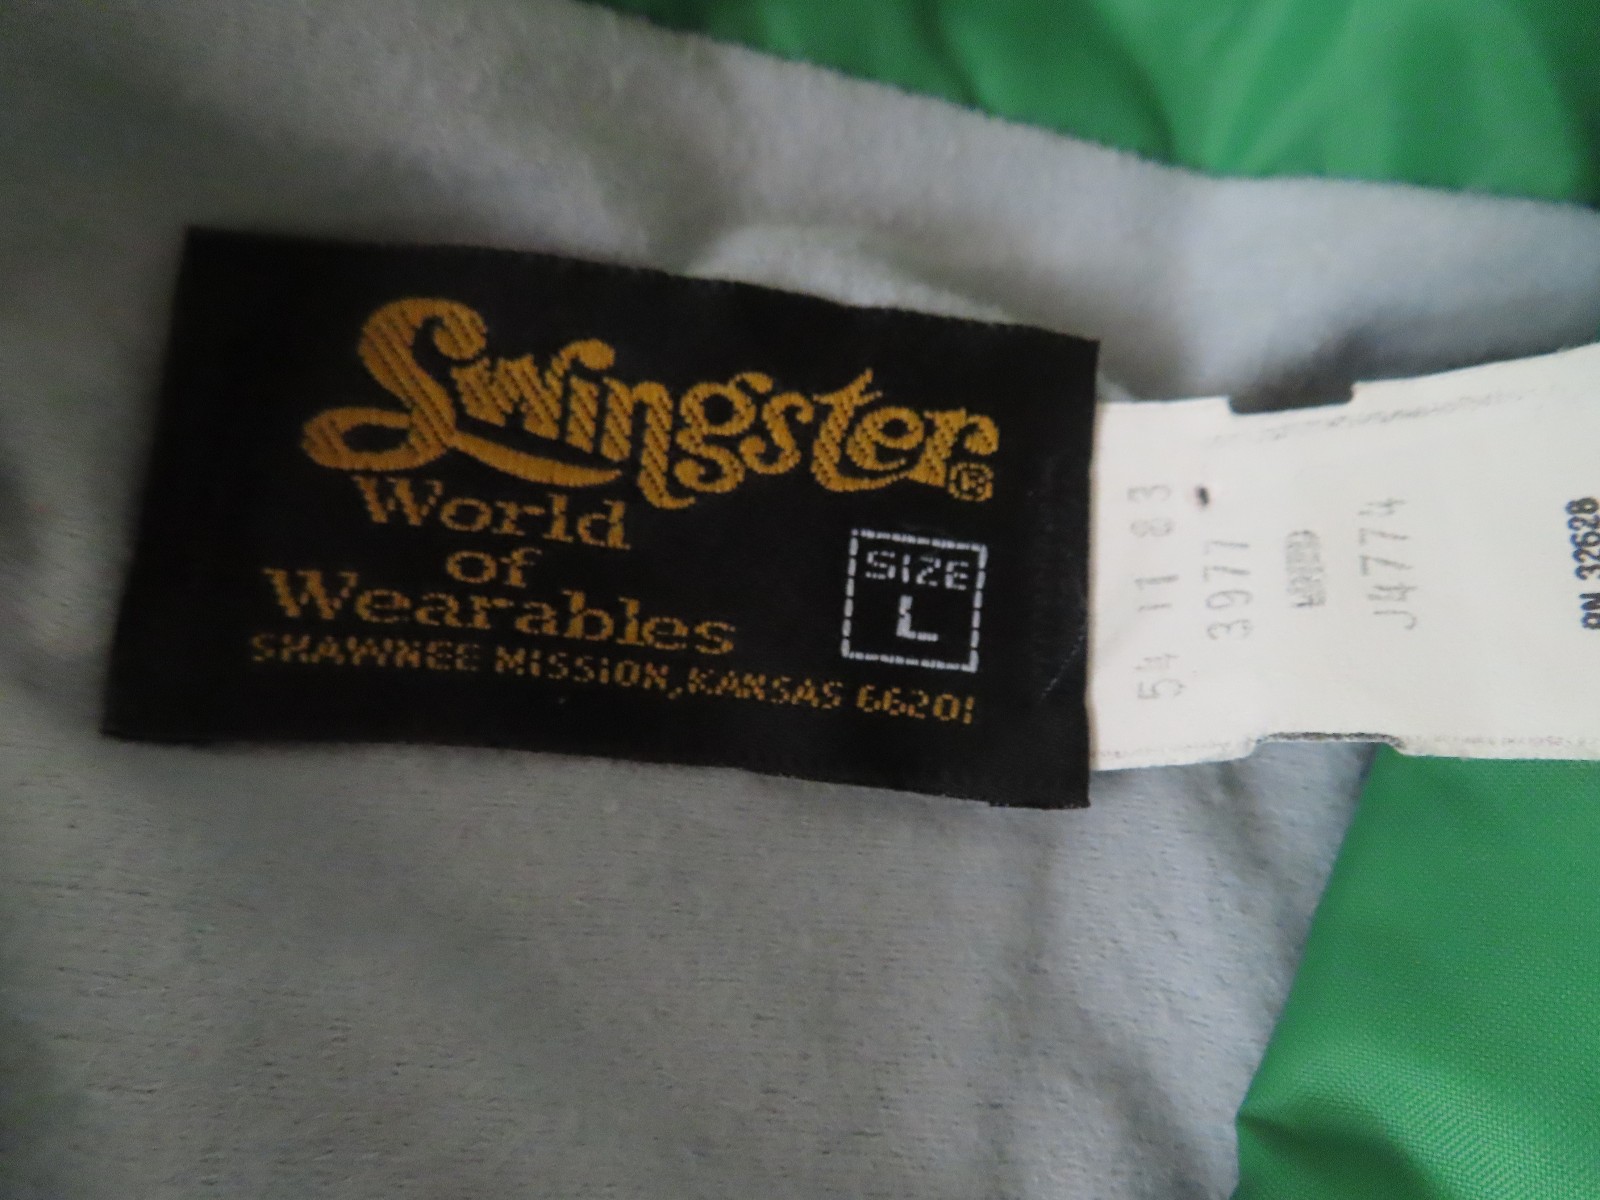 Swingster®
World
of
Wearables
SHAWNEE MISSION, KANSAS 66201
SIZE
L
54 11 83
3977
J4774
RN 32628